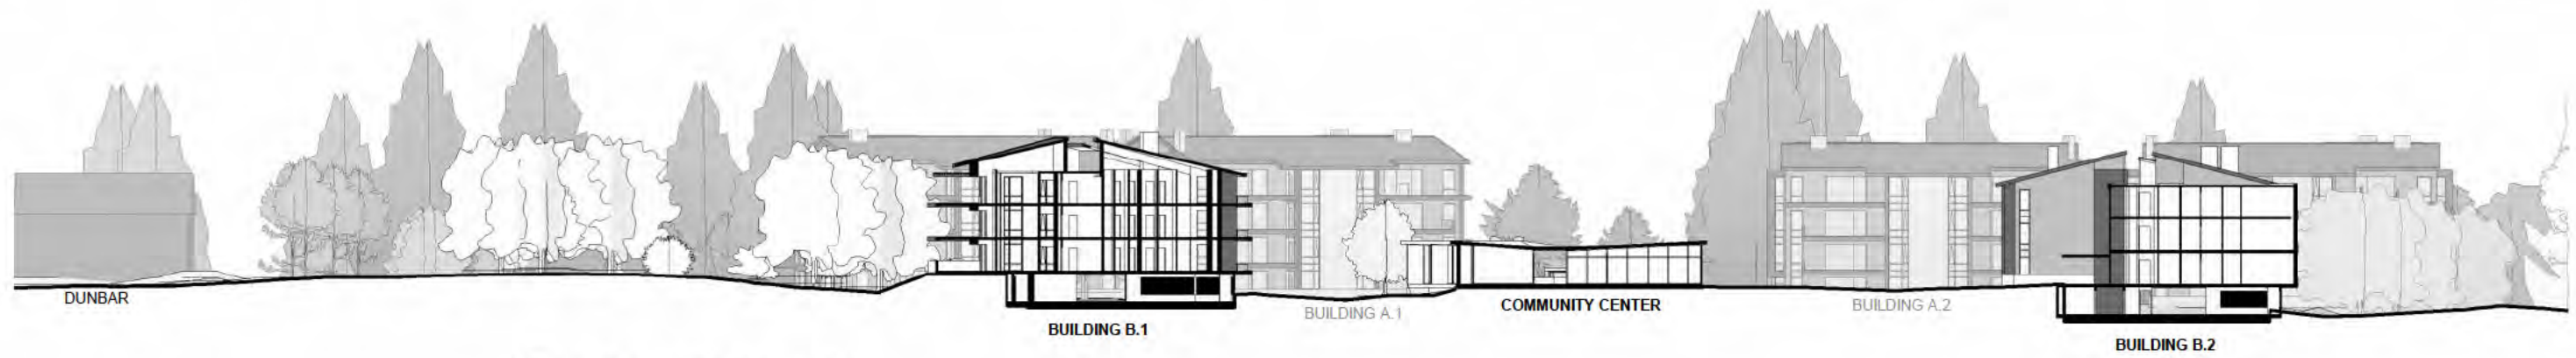 DUNBAR
BUILDING B.1
BUILDING A.1
COMMUNITY CENTER
BUILDING A.2
BUILDING B.2